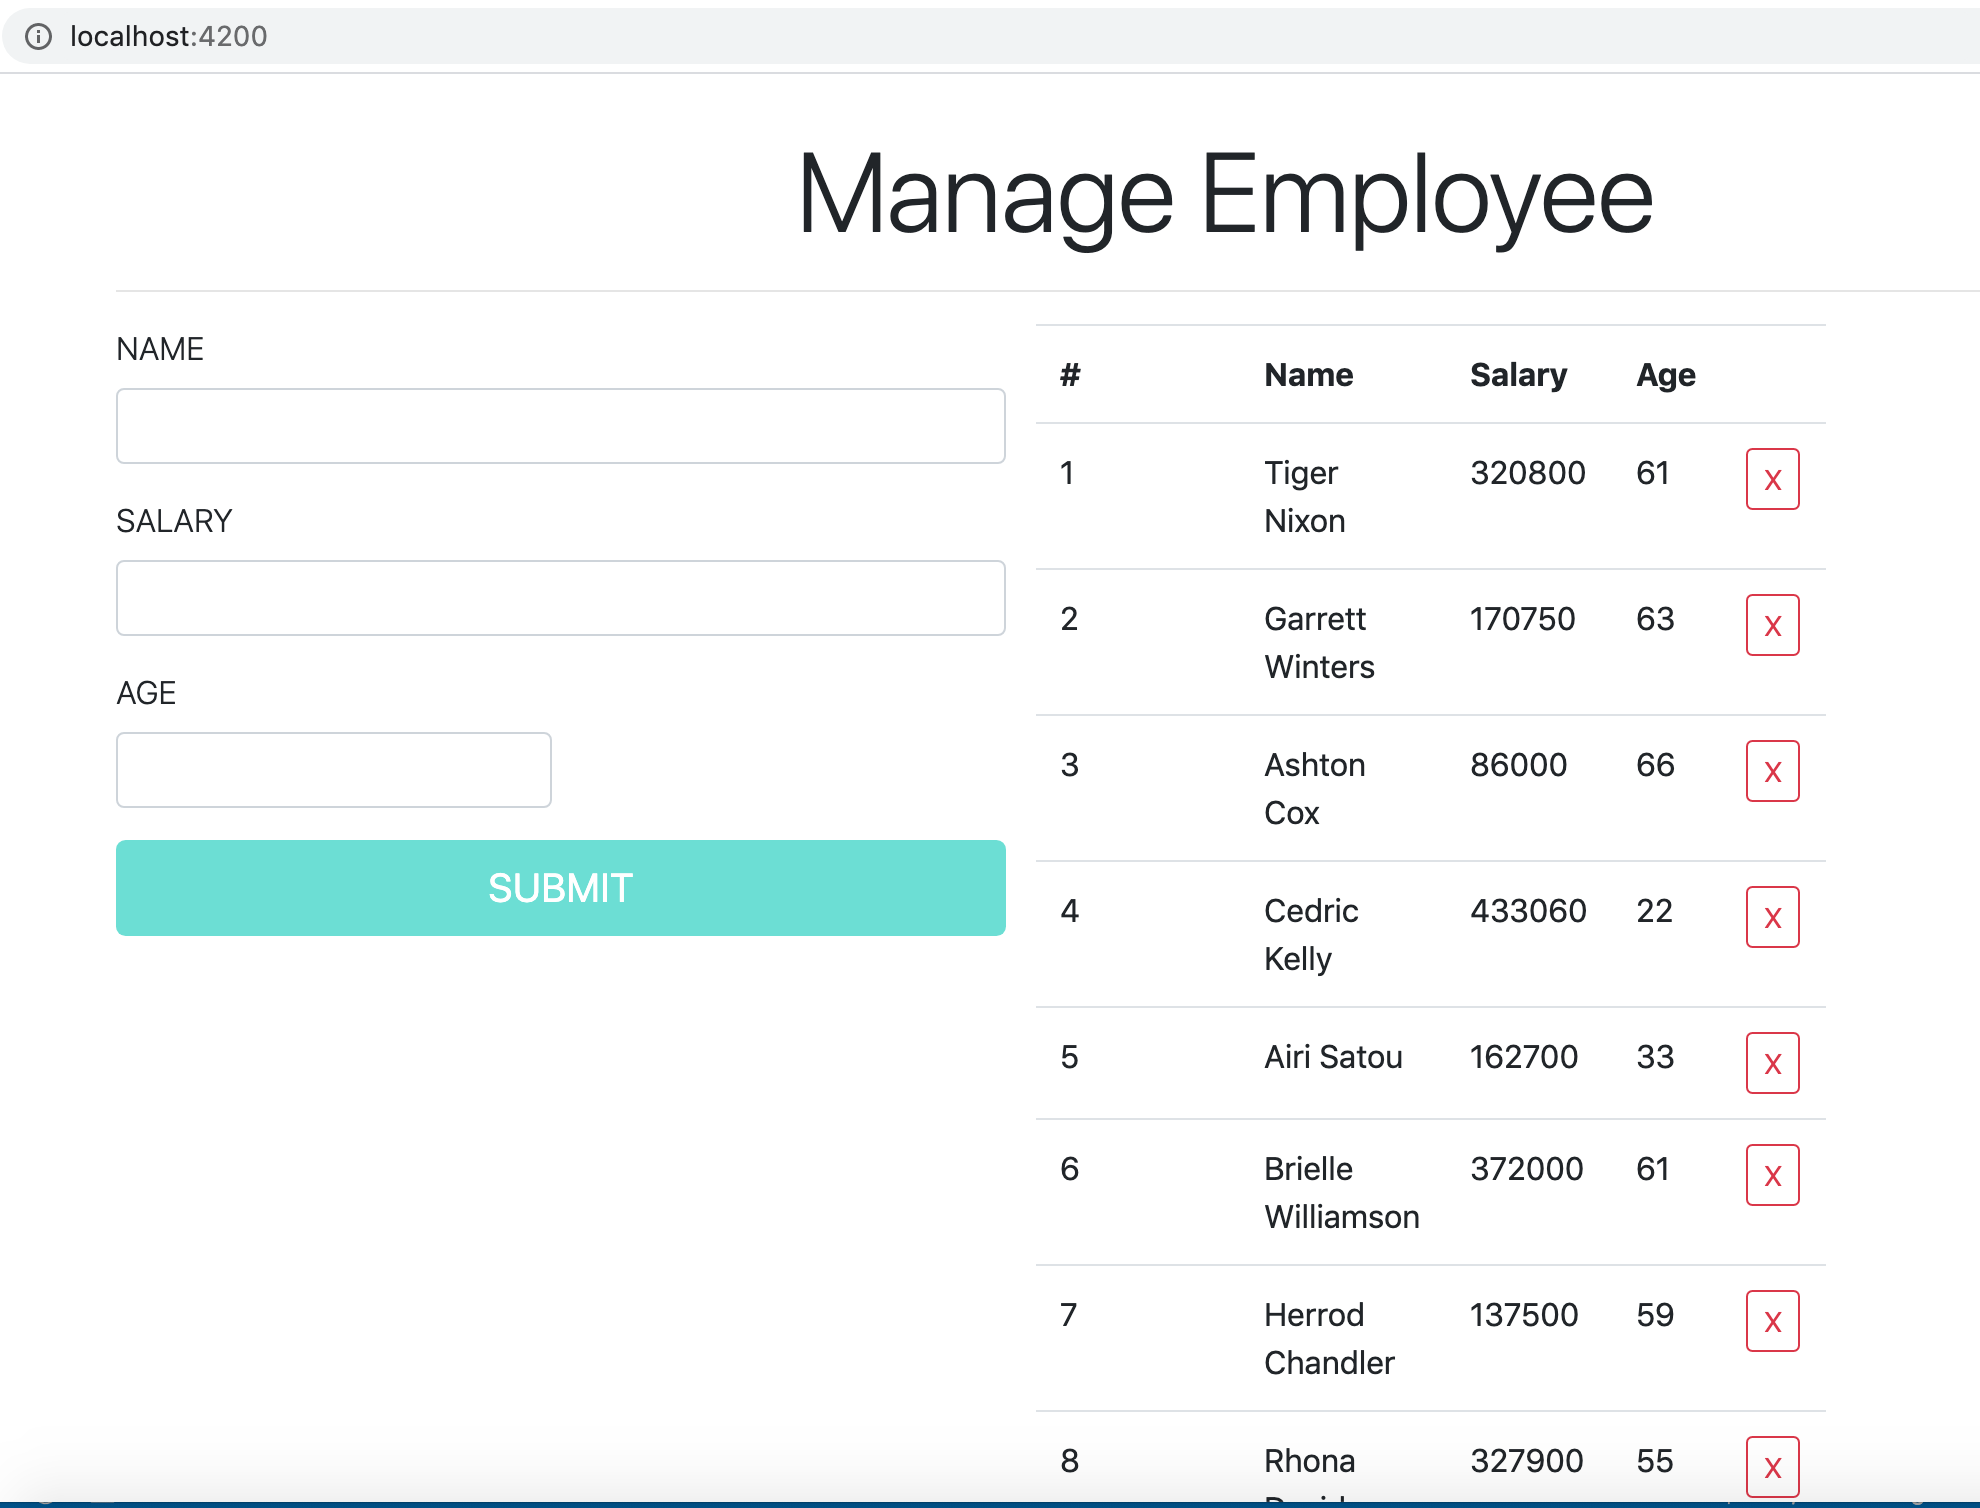 localhost:4200
Manage Employee
NAME
SALARY
AGE
SUBMIT
# Name Salary Age
1 Tiger 320800 61 X
Nixon
2 Garrett 170750 63 X
Winters
3 Ashton 86000 66 X
Cox
4 Cedric 433060 22 X
Kelly
5 Airi Satou 162700 33 X
6 Brielle 372000 61 X
Williamson
7 Herrod 137500 59 X
Chandler
8 Rhona 327900 55 X